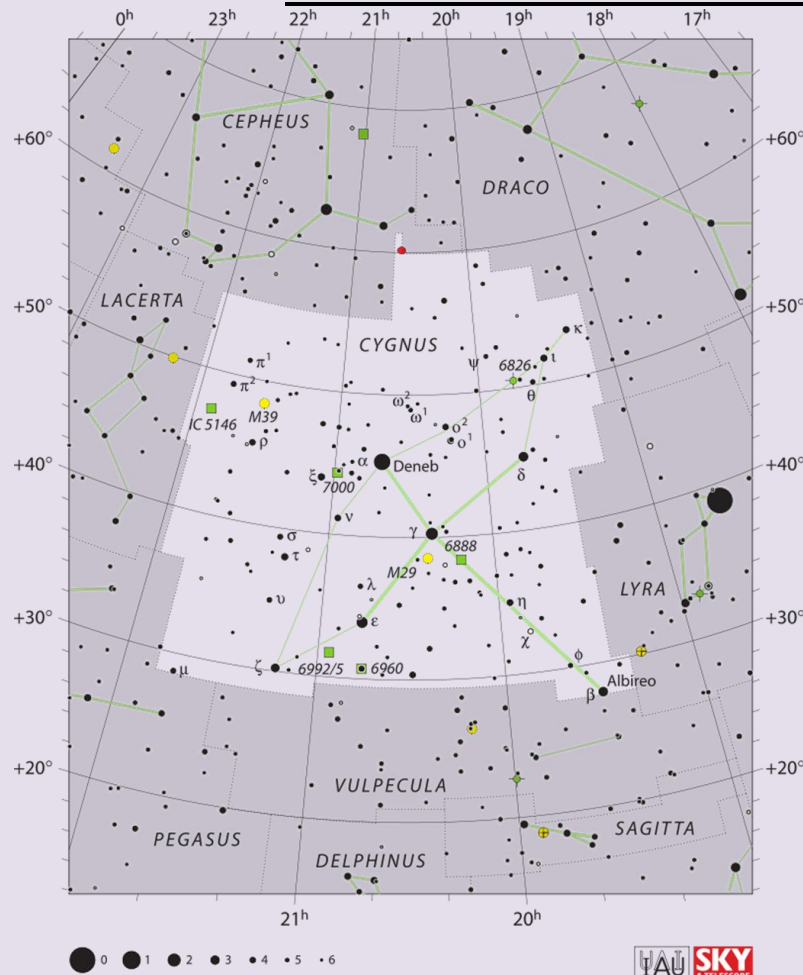 0h 23h 22h 21h 20h 19h 18h 17h
CEPHEUS
+60° +60°
DRACO
+50° LACERTA +50°
CYGNUS
κ
π¹ ψ 6826 ι
π² θ
ω²
IC 5146 M39 ω¹
ο²
ρ ο¹
+40° α Deneb +40°
ξ 7000 δ
ν
γ
σ 6888
τ M29
LYRA
υ λ η
+30° ε +30°
χ
ζ φ
μ 6992/5 6960
Albireo
β
+20° +20°
VULPECULA
PEGASUS SAGITTA
DELPHINUS
21h 20h
0 1 2 3 4 5 6
IAU SKY
& TELESCOPE